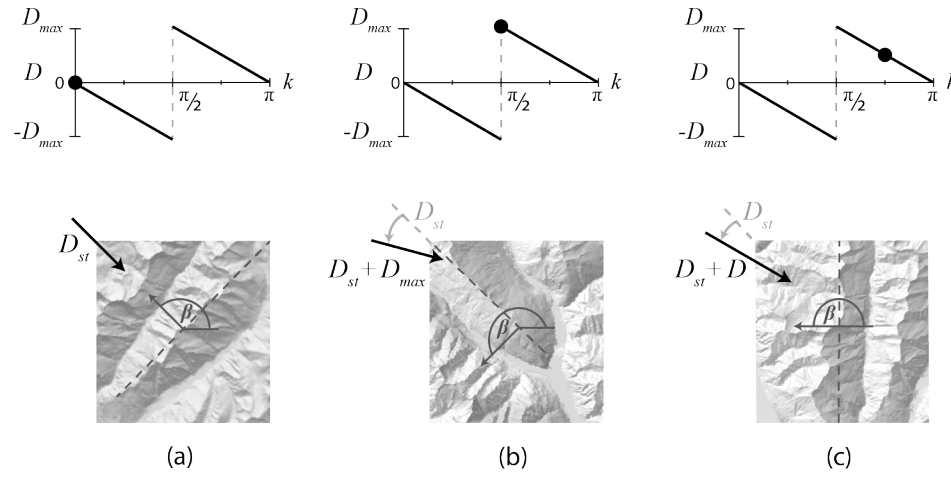 D_max
D 0 π/2 π k
-D_max
D_max
D 0 π/2 π k
-D_max
D_max
D 0 π/2 π k
-D_max
D_st
β
D_st
D_st + D_max
β
D_st
D_st + D
β
(a) (b) (c)